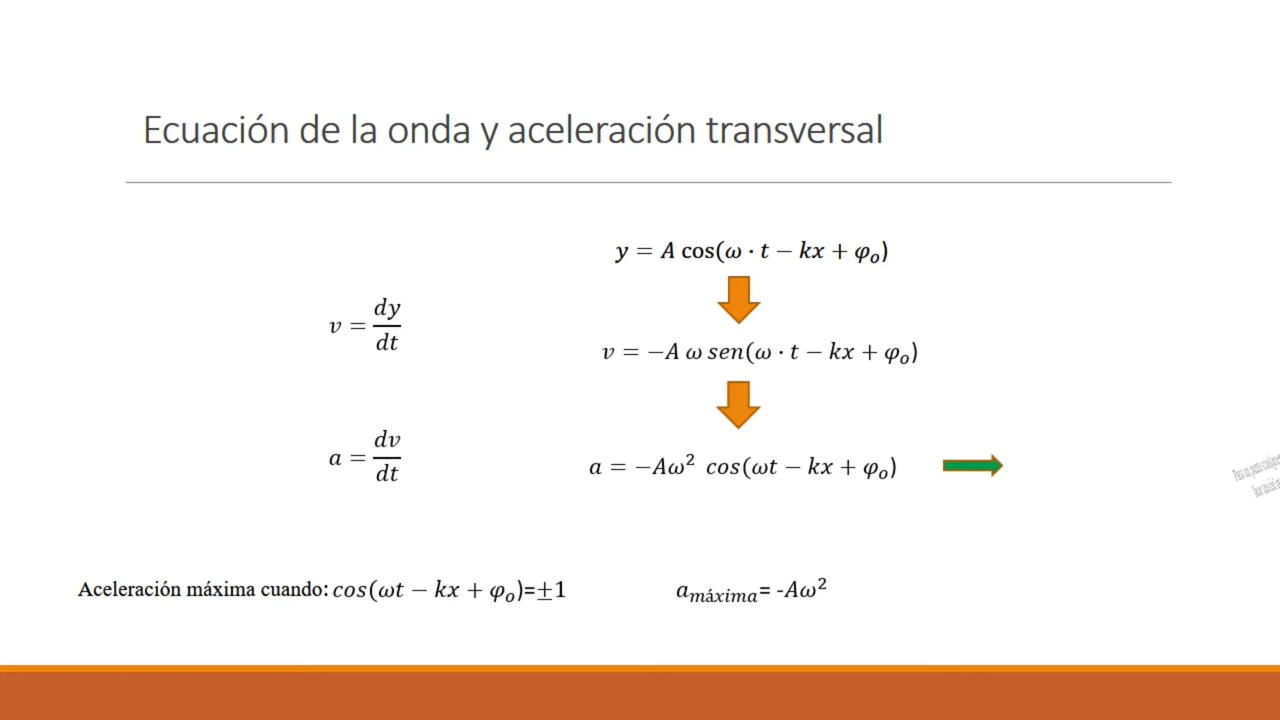 Ecuación de la onda y aceleración transversal
y = A cos(ω · t − kx + φₒ)
v = dy/dt
v = −A ω sen(ω · t − kx + φₒ)
a = dv/dt
a = −Aω² cos(ωt − kx + φₒ)
Aceleración máxima cuando: cos(ωt − kx + φₒ)=±1
a_máxima= -Aω²